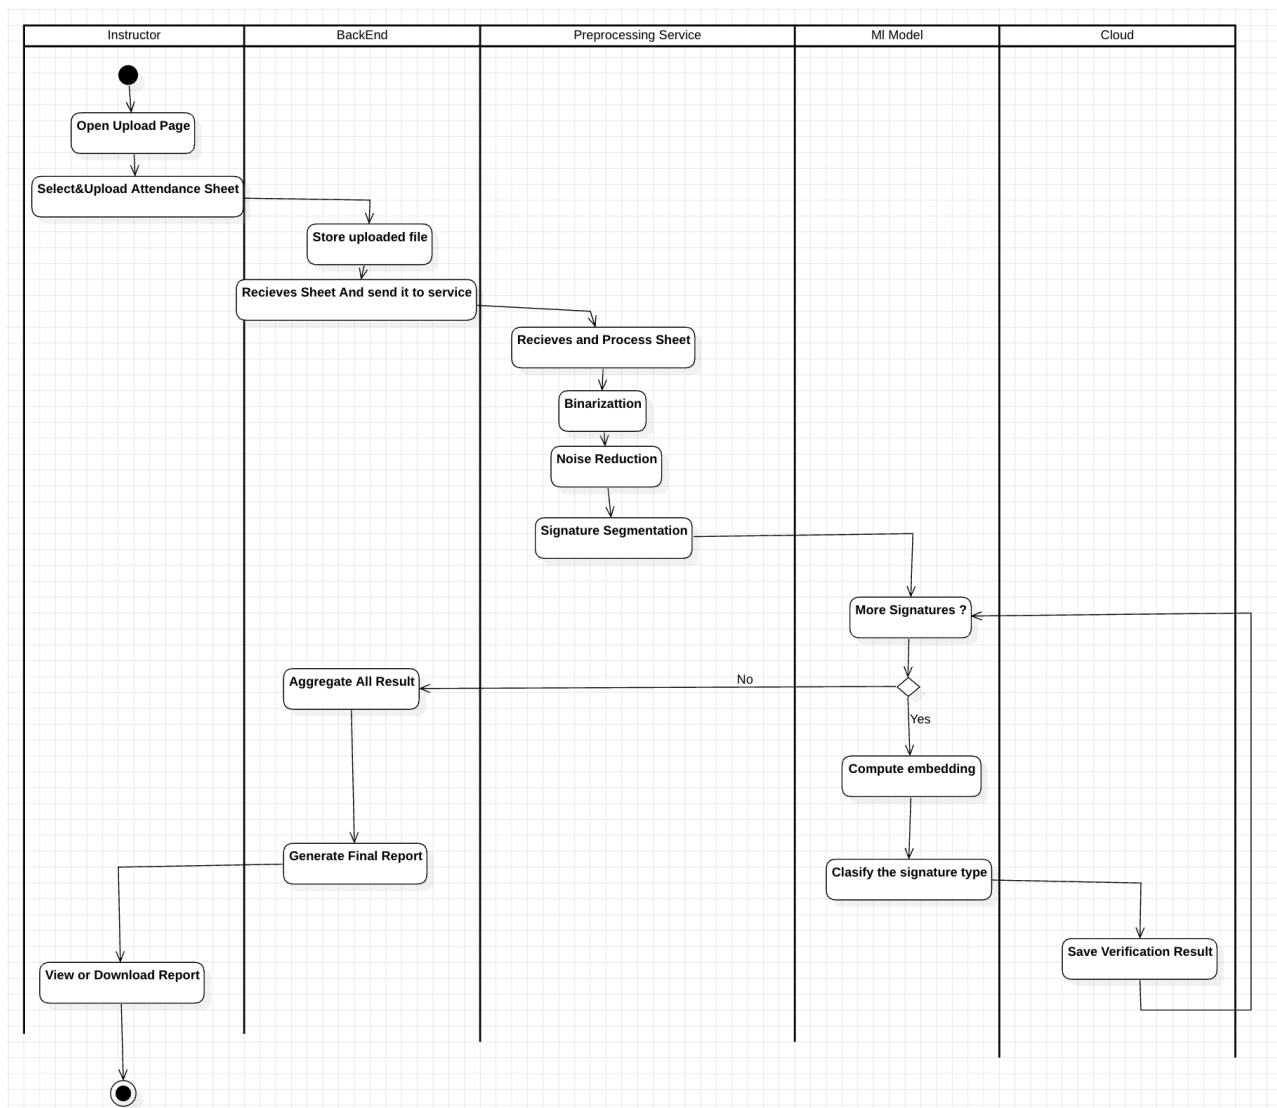 Instructor
BackEnd
Preprocessing Service
Ml Model
Cloud
Open Upload Page
Select&Upload Attendance Sheet
Store uploaded file
Recieves Sheet And send it to service
Recieves and Process Sheet
Binarizattion
Noise Reduction
Signature Segmentation
More Signatures ?
Aggregate All Result
No
Yes
Compute embedding
Generate Final Report
Clasify the signature type
Save Verification Result
View or Download Report